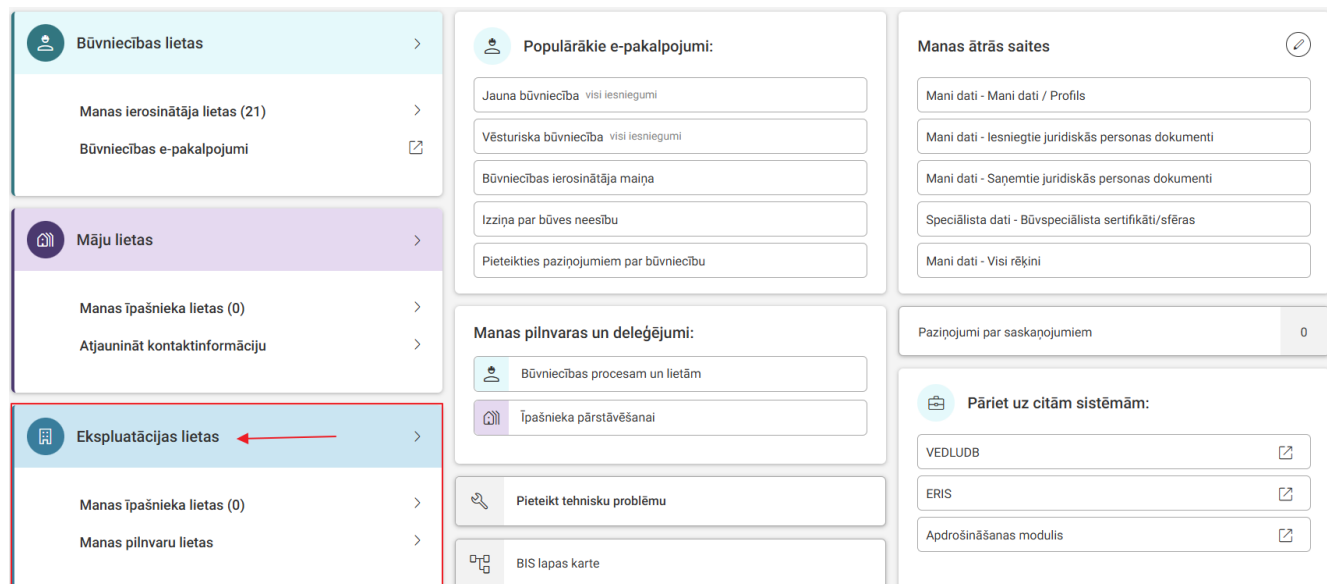 Būvniecības lietas
Manas ierosinātāja lietas (21)
Būvniecības e-pakalpojumi
Māju lietas
Manas īpašnieka lietas (0)
Atjaunināt kontaktinformāciju
Ekspluatācijas lietas
Manas īpašnieka lietas (0)
Manas pilnvaru lietas
Populārākie e-pakalpojumi:
Jauna būvniecība visi iesniegumi
Vēsturiska būvniecība visi iesniegumi
Būvniecības ierosinātāja maiņa
Izziņa par būves neesību
Pieteikties paziņojumiem par būvniecību
Manas pilnvaras un deleģējumi:
Būvniecības procesam un lietām
Īpašnieka pārstāvēšanai
Pieteikt tehnisku problēmu
BIS lapas karte
Manas ātrās saites
Mani dati - Mani dati / Profils
Mani dati - Iesniegtie juridiskās personas dokumenti
Mani dati - Saņemtie juridiskās personas dokumenti
Speciālista dati - Būvspeciālista sertifikāti/sfēras
Mani dati - Visi rēķini
Paziņojumi par saskaņojumiem 0
Pāriet uz citām sistēmām:
VEDLUDB
ERIS
Apdrošināšanas modulis